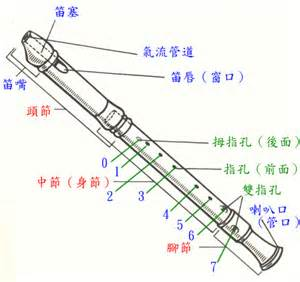 笛塞
氣流管道
笛唇（窗口）
笛嘴
頭節
0
拇指孔（後面）
1
指孔（前面）
2
3
雙指孔
中節（身節）
4
喇叭口
（管口）
5
6
腳節
7